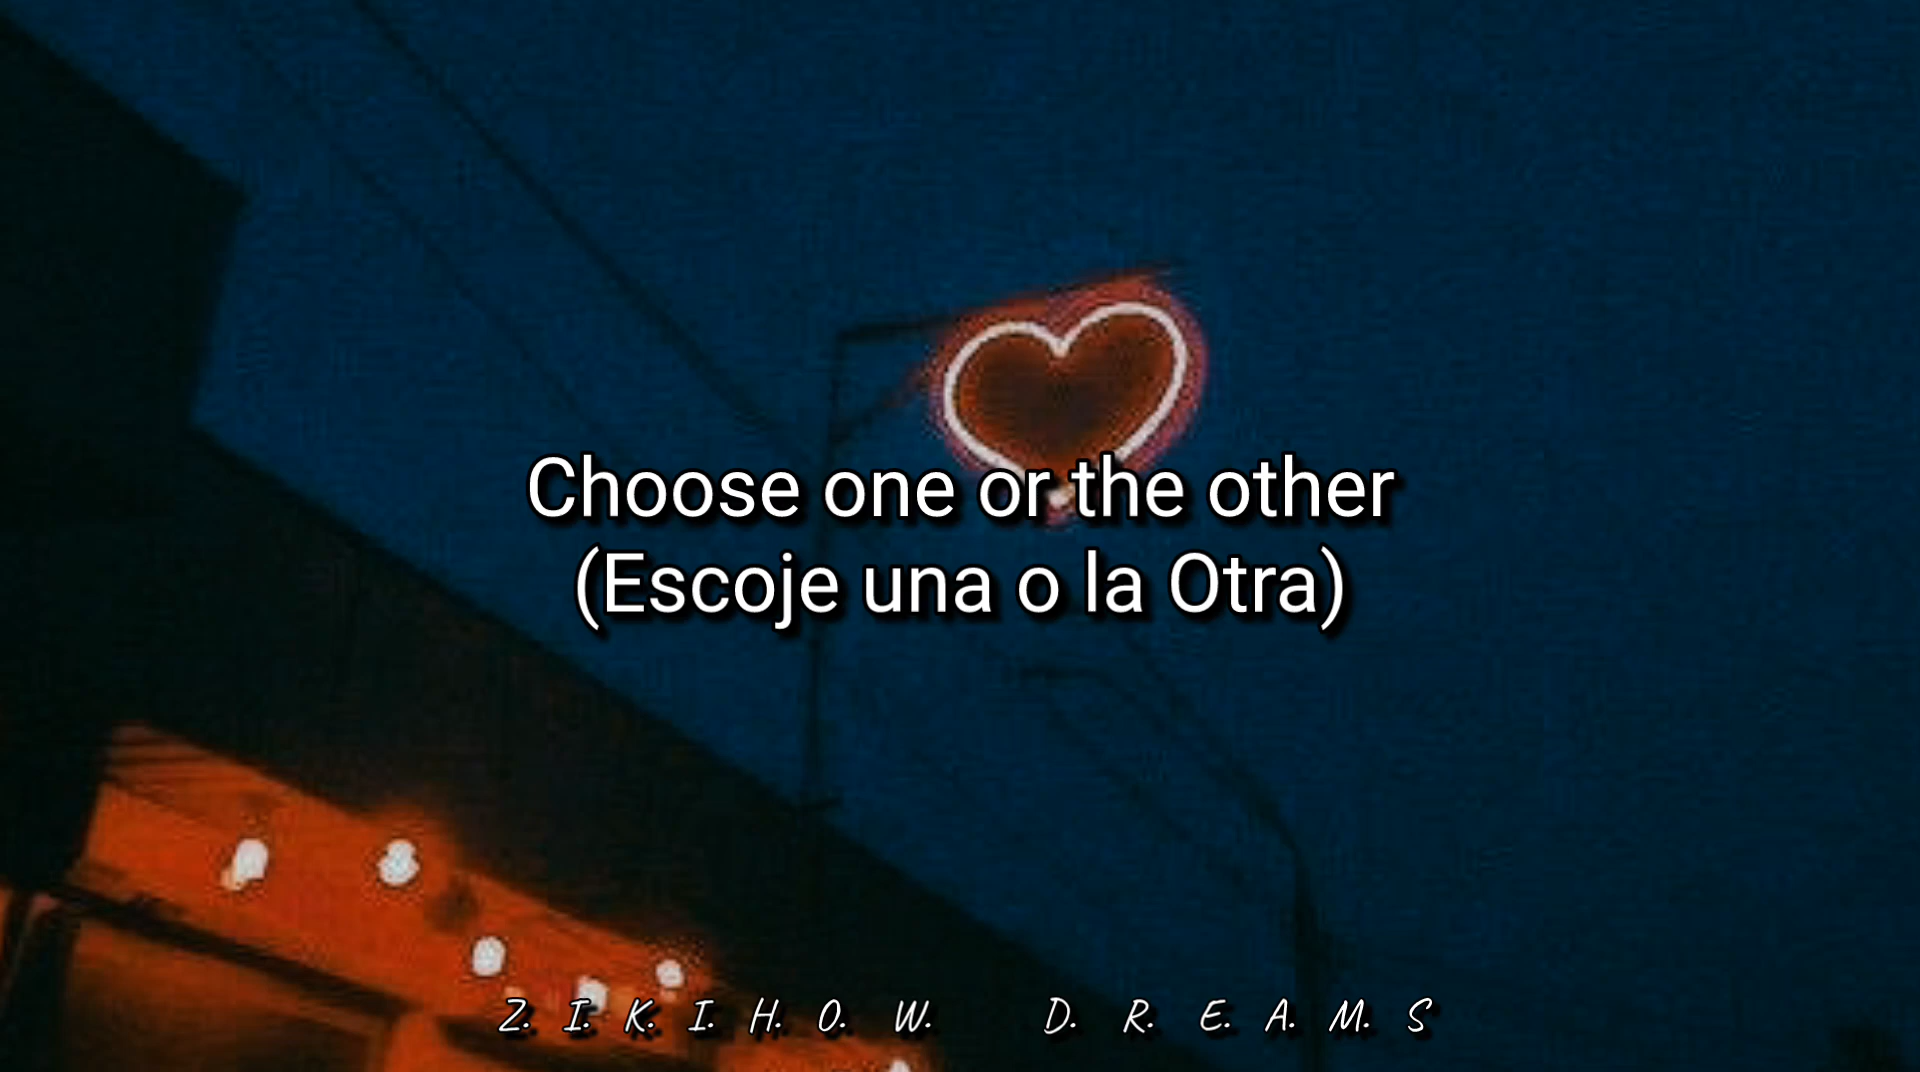 Choose one or the other
(Escoje una o la Otra)
Z. I. K. I. H. O. W. D. R. E. A. M. S